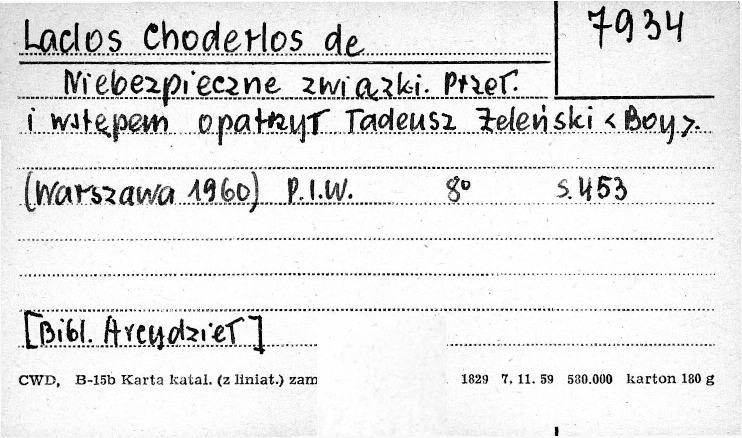 7934
Laclos Choderlos de
Niebezpieczne związki. Przeł.
i wstępem opatrzył Tadeusz Żeleński <Boy>.
(Warszawa 1960) P.I.W. 8° s. 453
[Bibl. Arcydzieł]
CWD, B-15b Karta katal. (z liniat.) zam 1829 7. 11. 59 530.000 karton 180 g